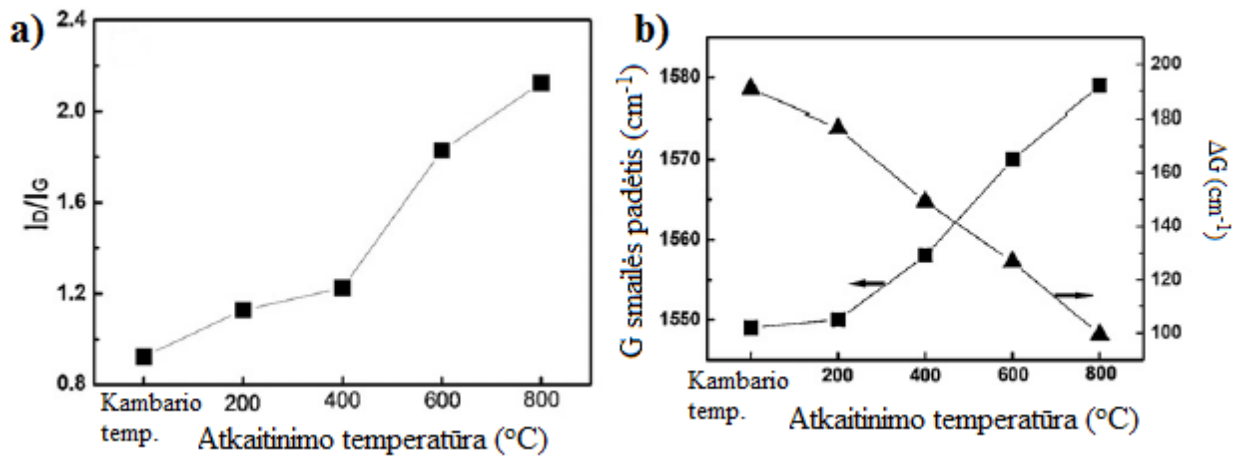 a)
2.4
2.0
1.6
1.2
0.8
I_D/I_G
Kambario
temp.
200
400
600
800
Atkaitinimo temperatūra (°C)
b)
1580
1570
1560
1550
G smailės padėtis (cm⁻¹)
200
180
160
140
120
100
ΔG (cm⁻¹)
Kambario
temp.
200
400
600
800
Atkaitinimo temperatūra (°C)